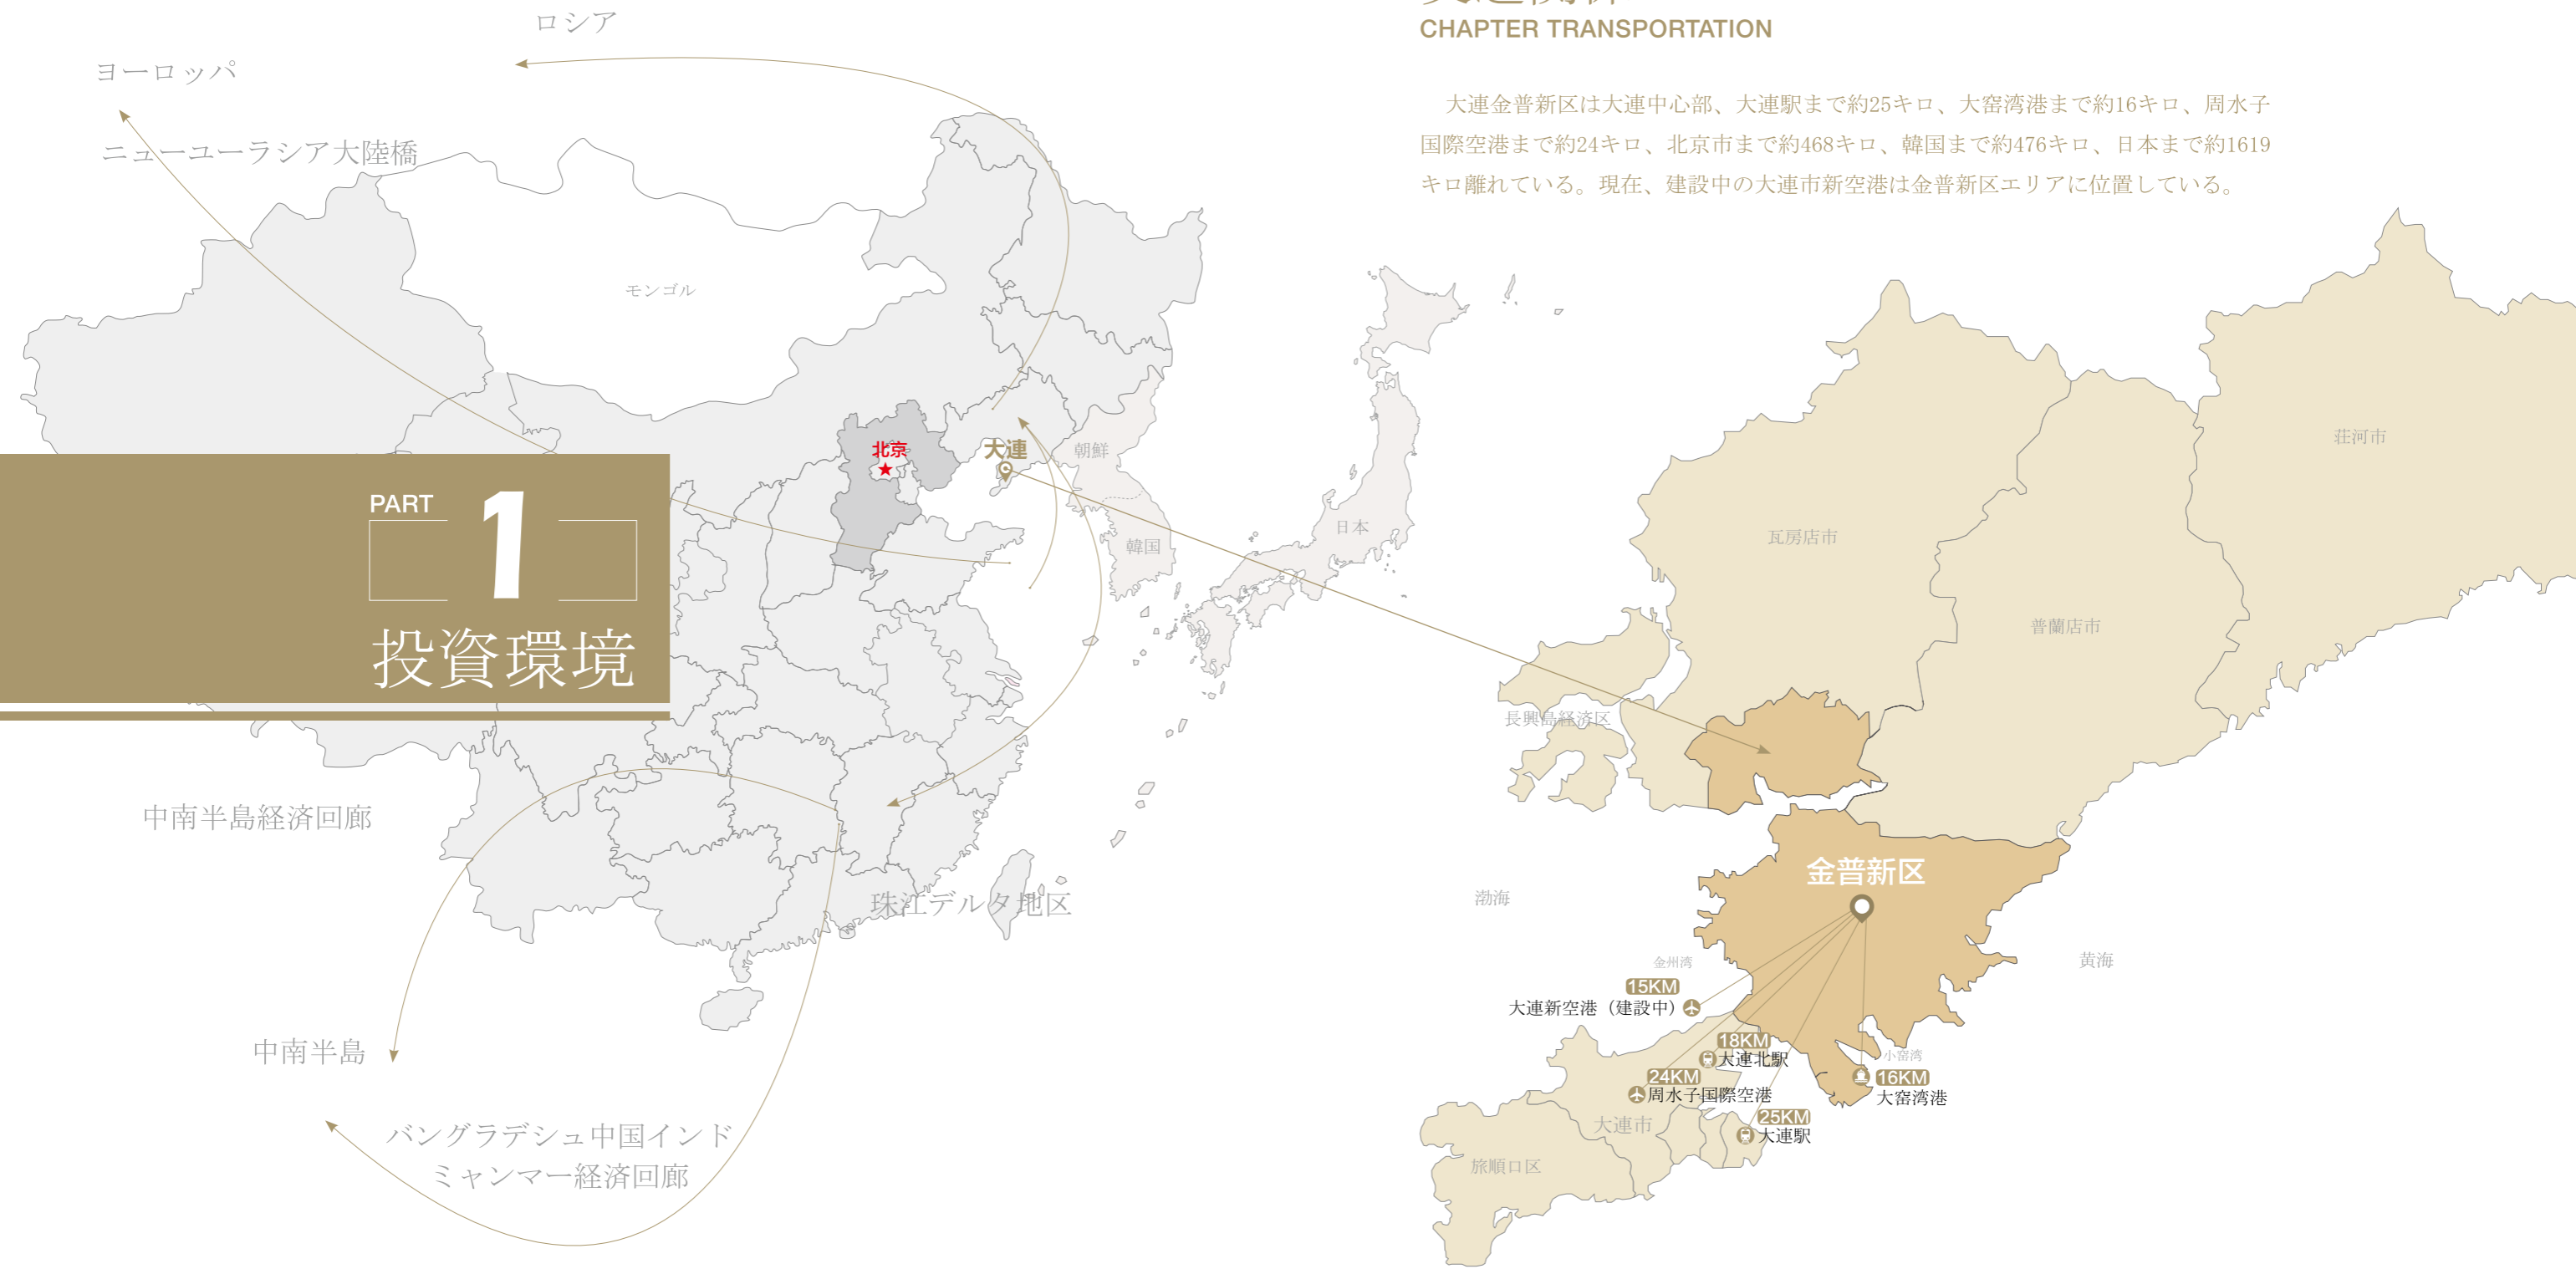 ロシア
ヨーロッパ
ニューユーラシア大陸橋
モンゴル
北京
大連
朝鮮
韓国
日本
PART 1
投資環境
中南半島経済回廊
珠江デルタ地区
中南半島
バングラデシュ中国インド
ミャンマー経済回廊
CHAPTER TRANSPORTATION
大連金普新区は大連中心部、大連駅まで約25キロ、大窑湾港まで約16キロ、周水子
国際空港まで約24キロ、北京市まで約468キロ、韓国まで約476キロ、日本まで約1619
キロ離れている。現在、建設中の大連市新空港は金普新区エリアに位置している。
荘河市
瓦房店市
普蘭店市
長興島経済区
金普新区
渤海
黄海
金州湾
15KM
大連新空港（建設中）
18KM
大連北駅
小窑湾
24KM
周水子国際空港
16KM
大窑湾港
25KM
大連駅
大連市
旅順口区